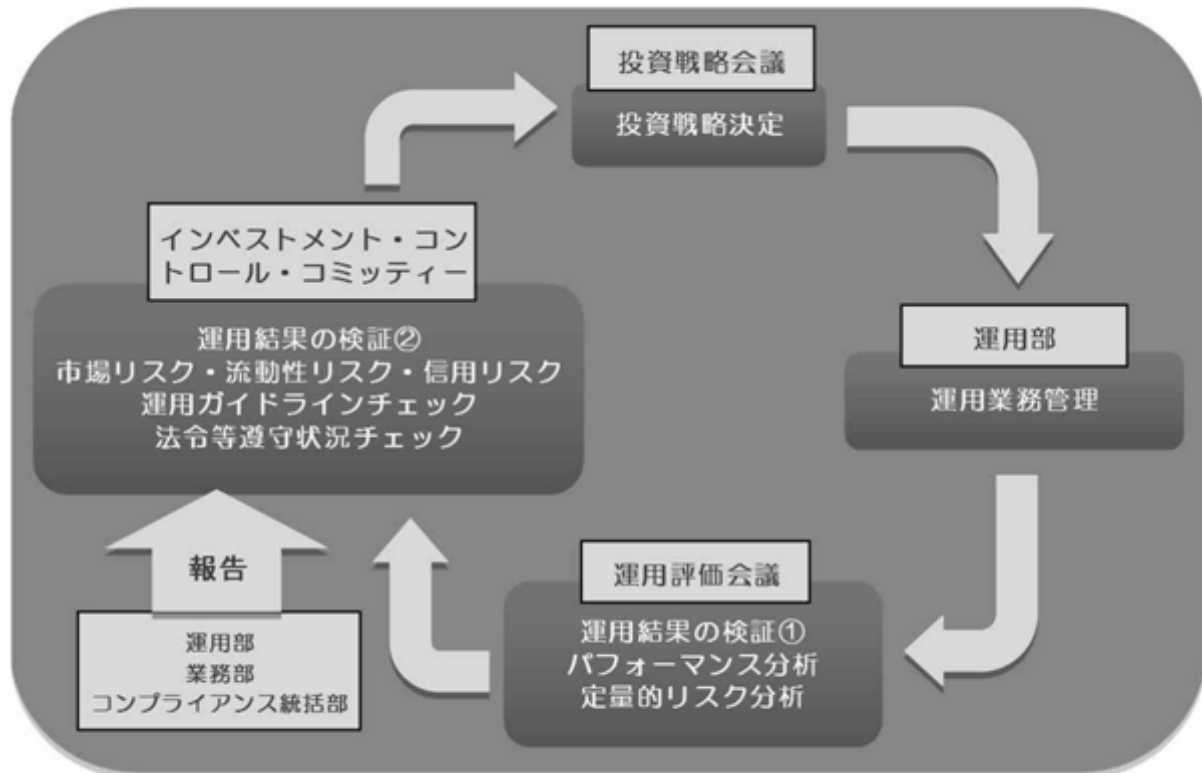 投資戦略会議
投資戦略決定
インベストメント・コン
トロール・コミッティー
運用結果の検証②
市場リスク・流動性リスク・信用リスク
運用ガイドラインチェック
法令等遵守状況チェック
運用部
運用業務管理
報告
運用部
業務部
コンプライアンス統括部
運用評価会議
運用結果の検証①
パフォーマンス分析
定量的リスク分析